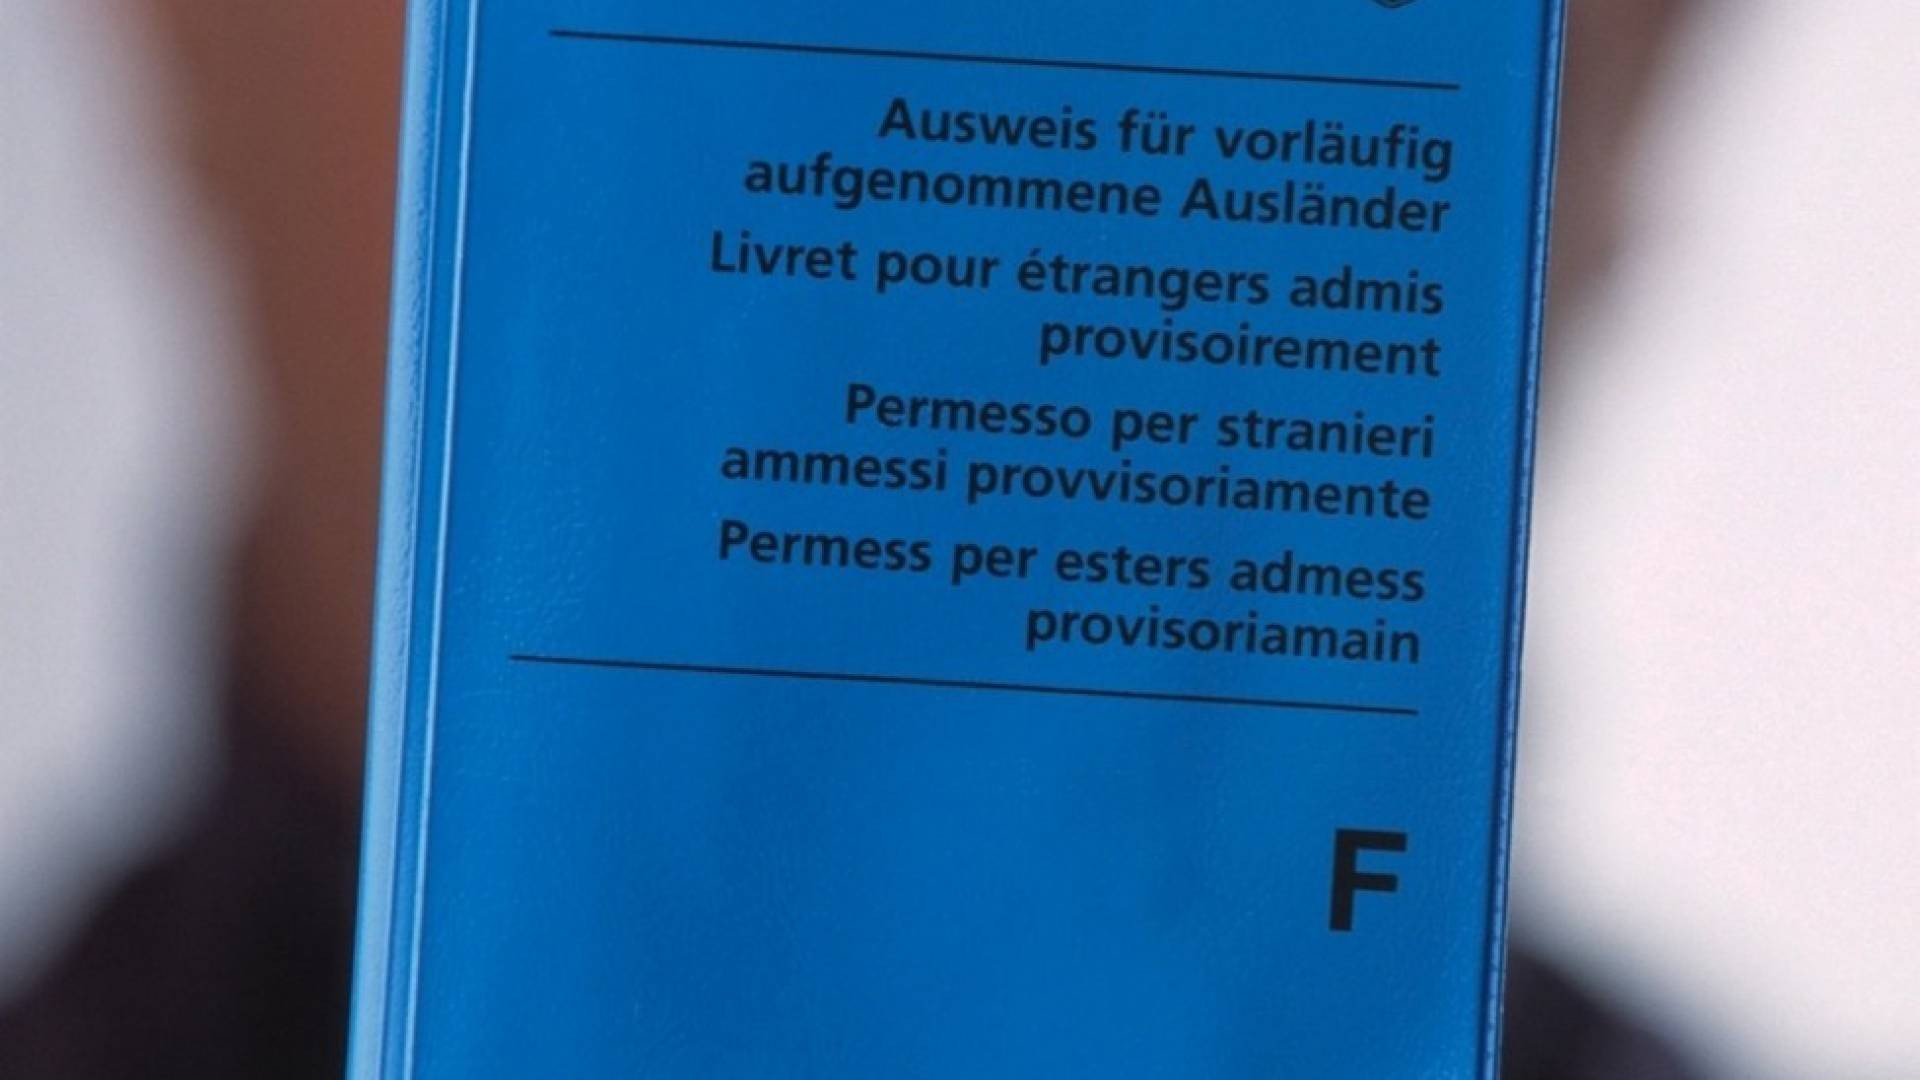 Ausweis für vorläufig
aufgenommene Ausländer
Livret pour étrangers admis
provisoirement
Permesso per stranieri
ammessi provvisoriamente
Permess per esters admess
provisoriamain
F